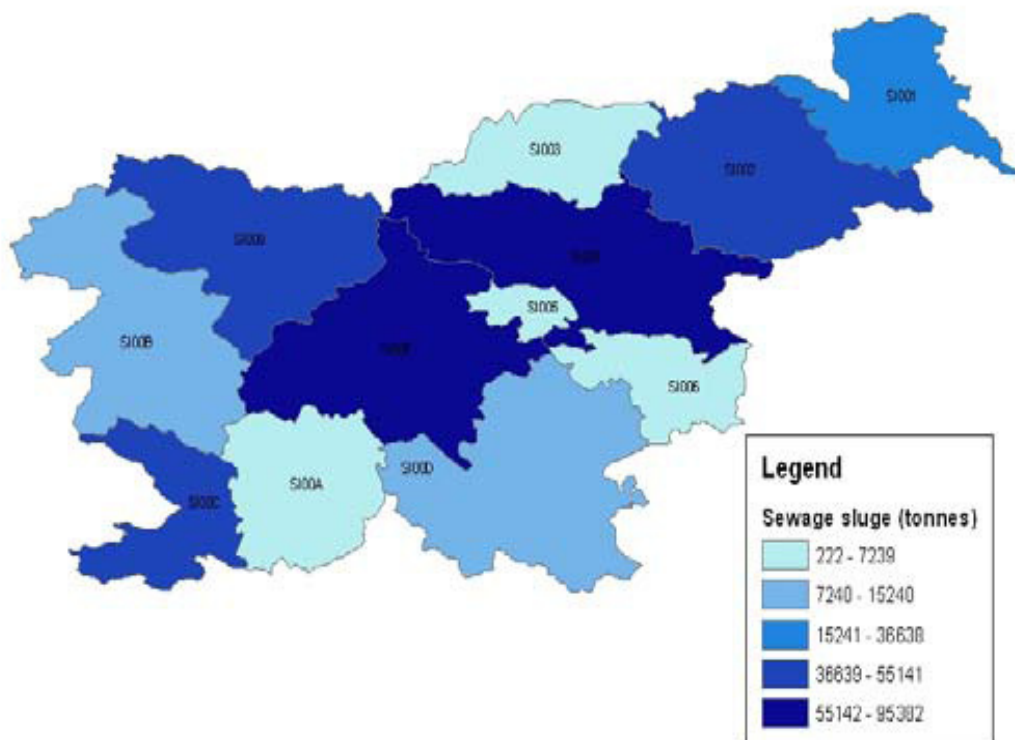 SI001
SI003
SI002
SI005
SI00B
SI006
SI00D
SI00A
SI00C
Legend
Sewage sluge (tonnes)
222 - 7239
7240 - 15240
15241 - 36638
36639 - 55141
55142 - 95382